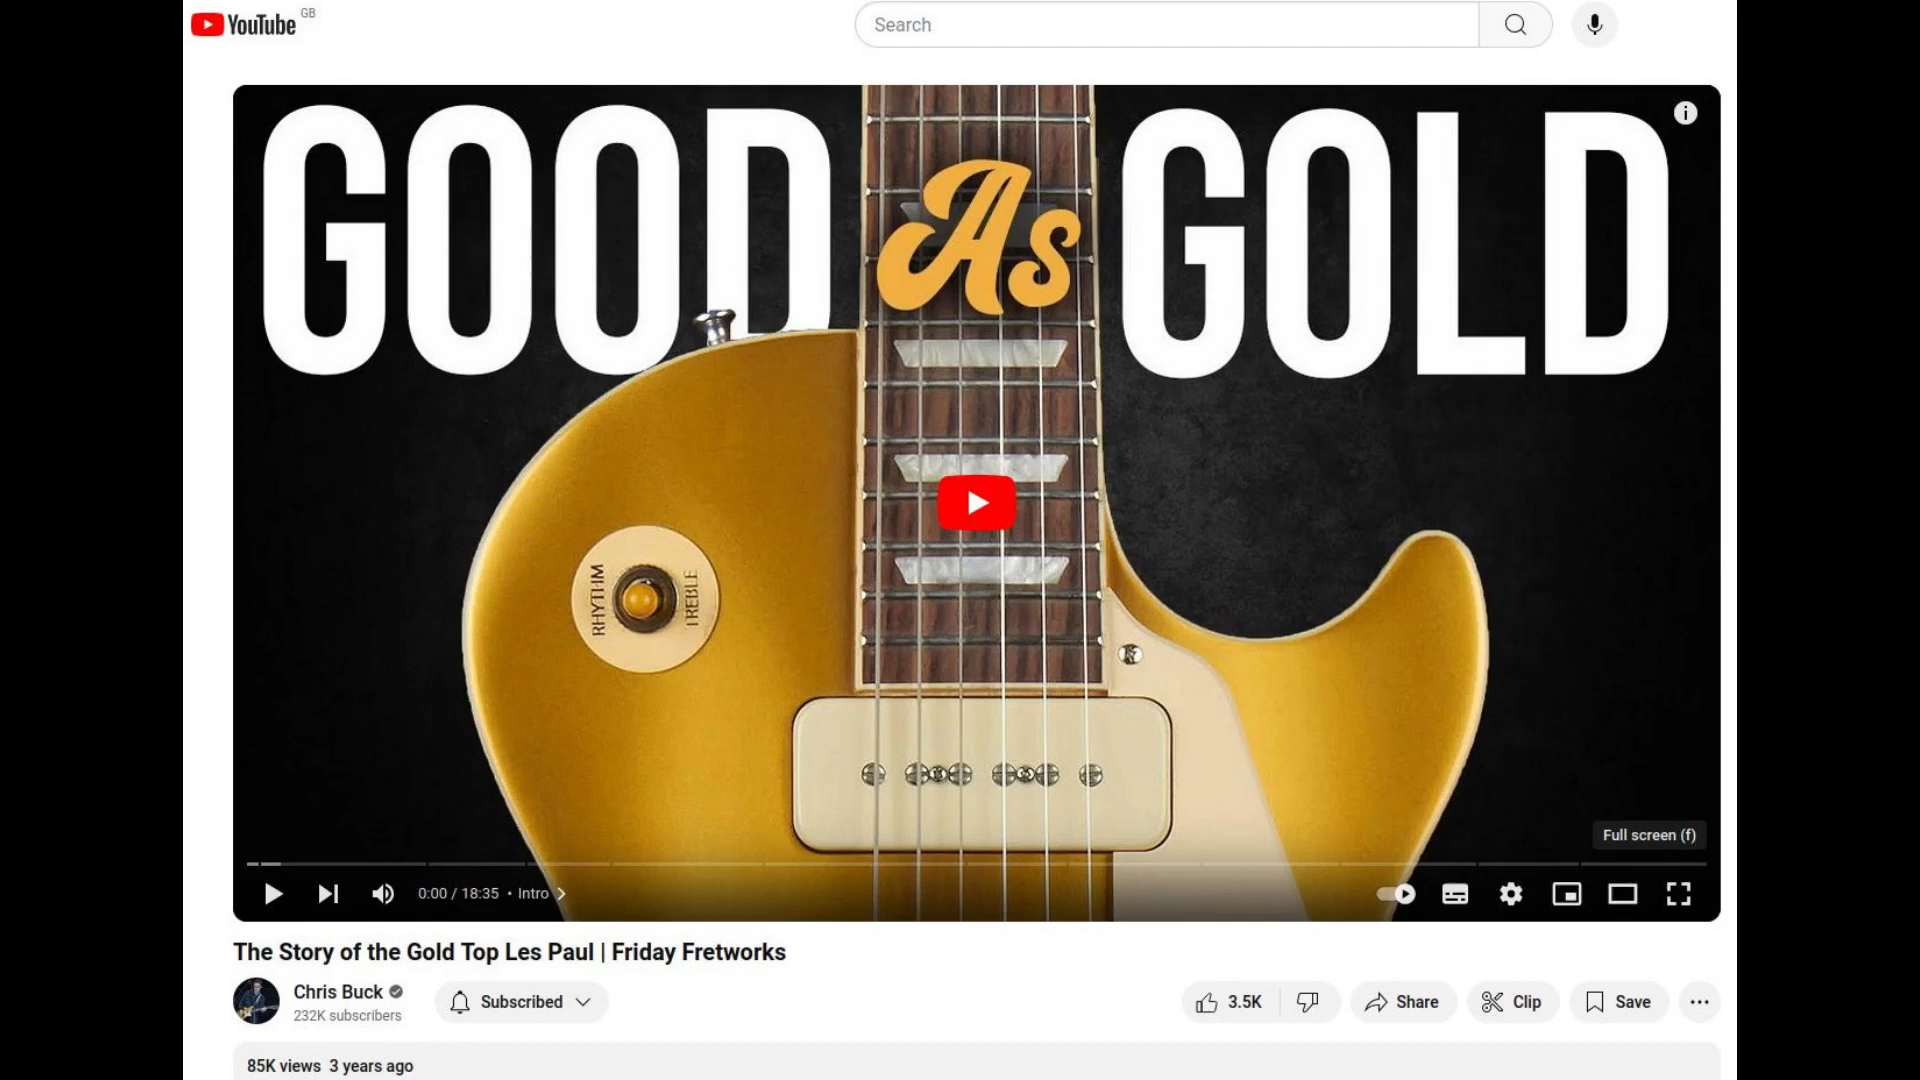 YouTube GB
Search
GOOD As GOLD
RHYTHM
TREBLE
Full screen (f)
0:00 / 18:35 • Intro
The Story of the Gold Top Les Paul | Friday Fretworks
Chris Buck
232K subscribers
Subscribed
3.5K
Share
Clip
Save
85K views 3 years ago